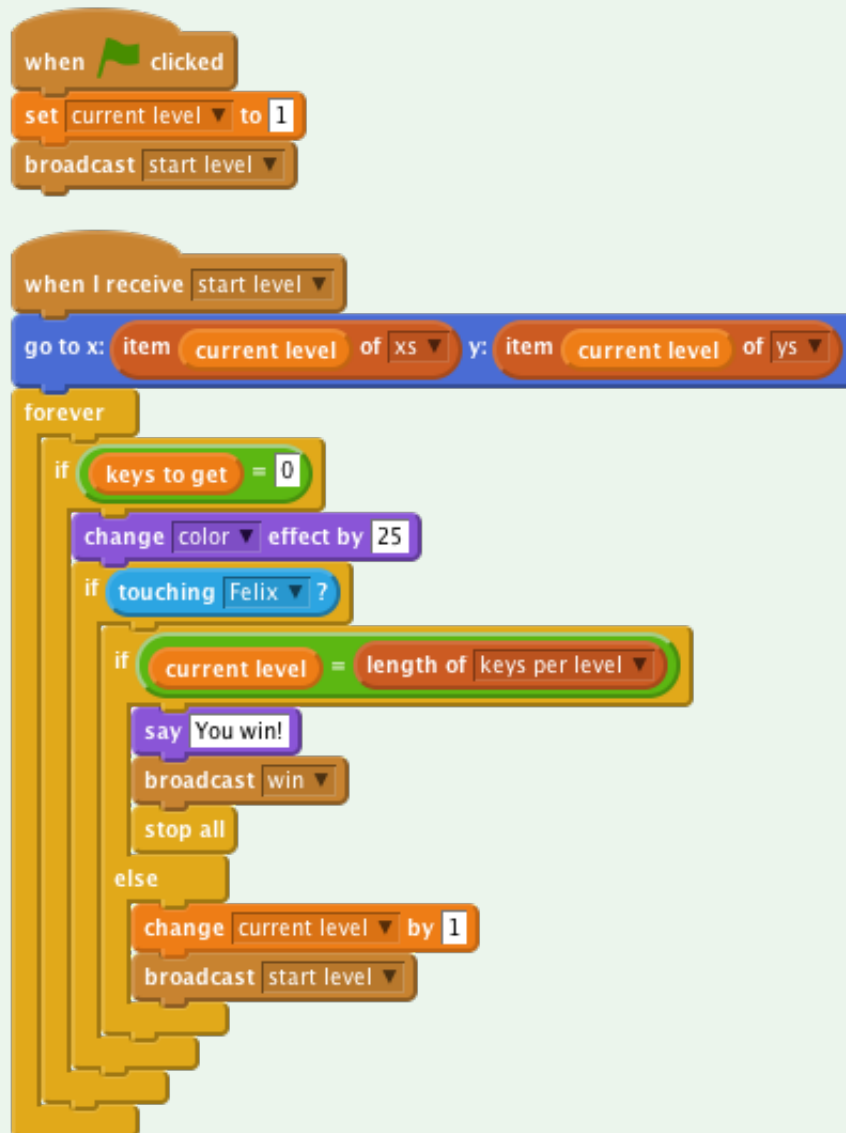 when clicked
set current level to 1
broadcast start level
when I receive start level
go to x: item current level of xs y: item current level of ys
forever
if keys to get = 0
change color effect by 25
if touching Felix ?
if current level = length of keys per level
say You win!
broadcast win
stop all
else
change current level by 1
broadcast start level